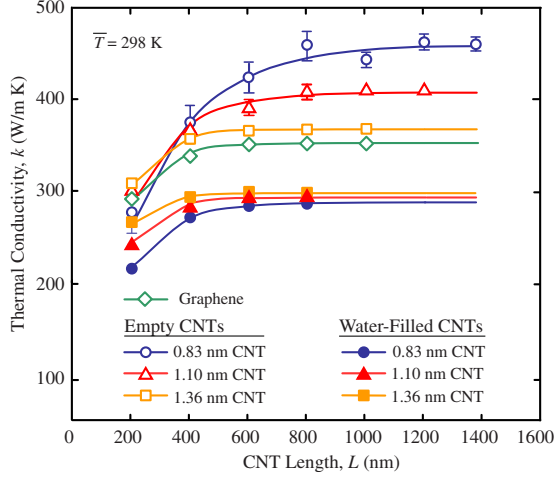 500
400
300
200
100
0
200
400
600
800
1000
1200
1400
1600
Thermal Conductivity, k (W/m K)
CNT Length, L (nm)
T̅ = 298 K
Graphene
Empty CNTs
0.83 nm CNT
1.10 nm CNT
1.36 nm CNT
Water-Filled CNTs
0.83 nm CNT
1.10 nm CNT
1.36 nm CNT